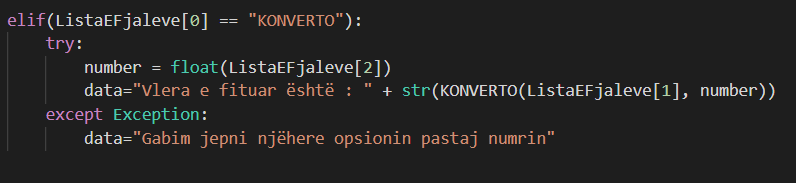 elif(ListaEFjaleve[0] == "KONVERTO"):
try:
number = float(ListaEFjaleve[2])
data="Vlera e fituar është : " + str(KONVERTO(ListaEFjaleve[1], number))
except Exception:
data="Gabim jepni njëhere opsionin pastaj numrin"